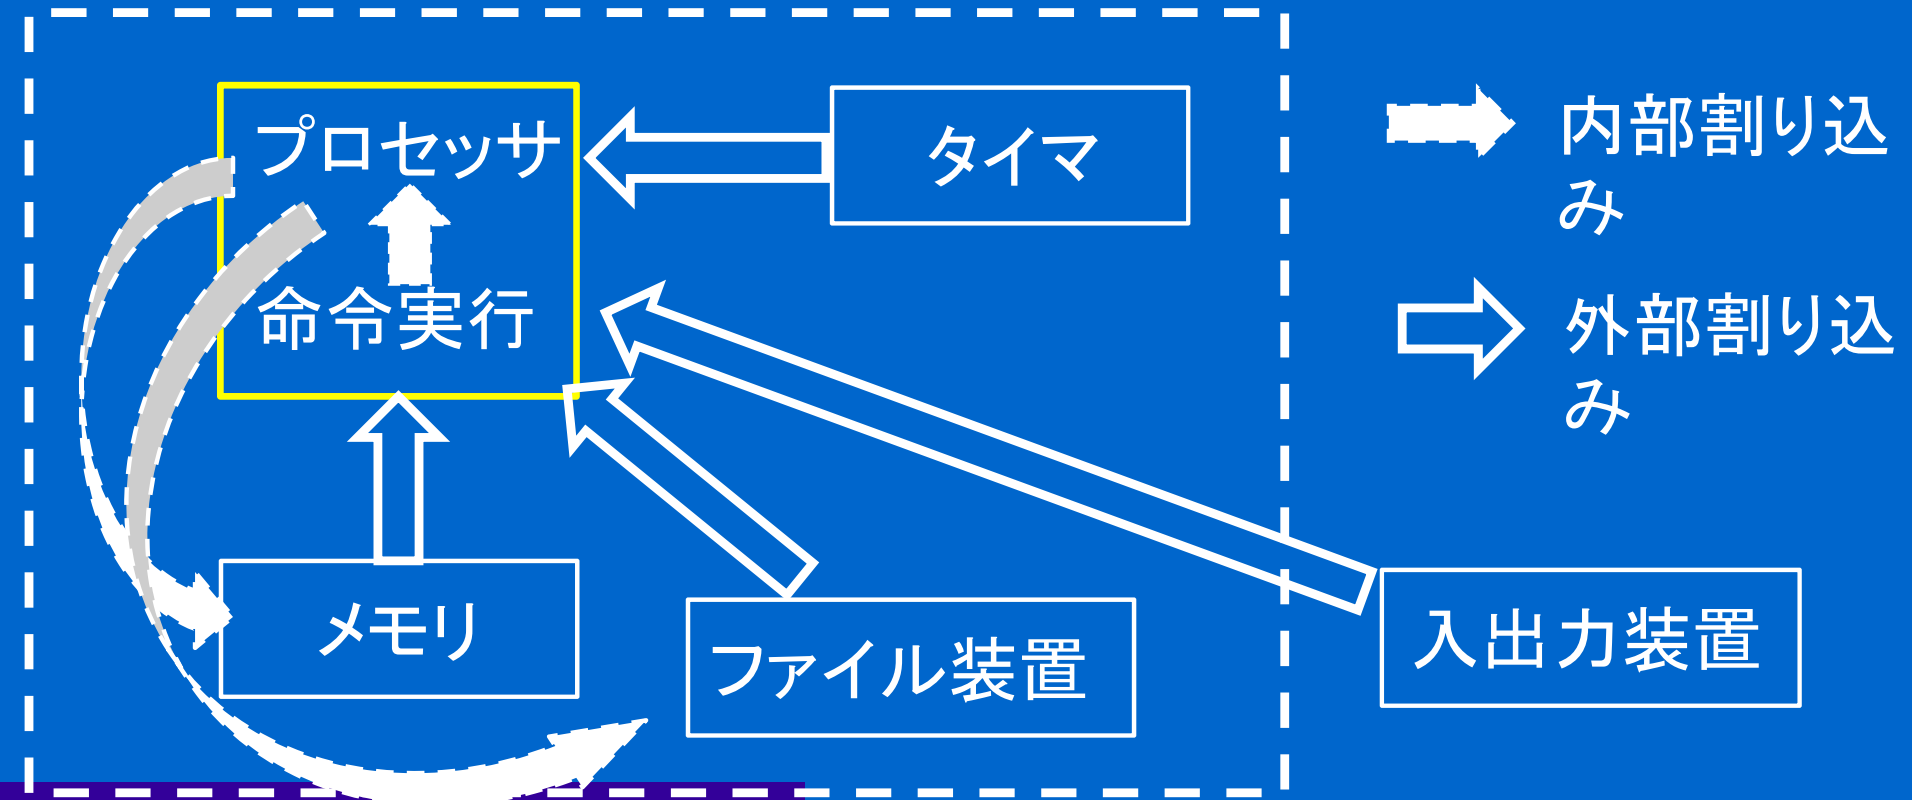 プロセッサ
タイマ
内部割り込
み
命令実行
外部割り込
み
メモリ
ファイル装置
入出力装置